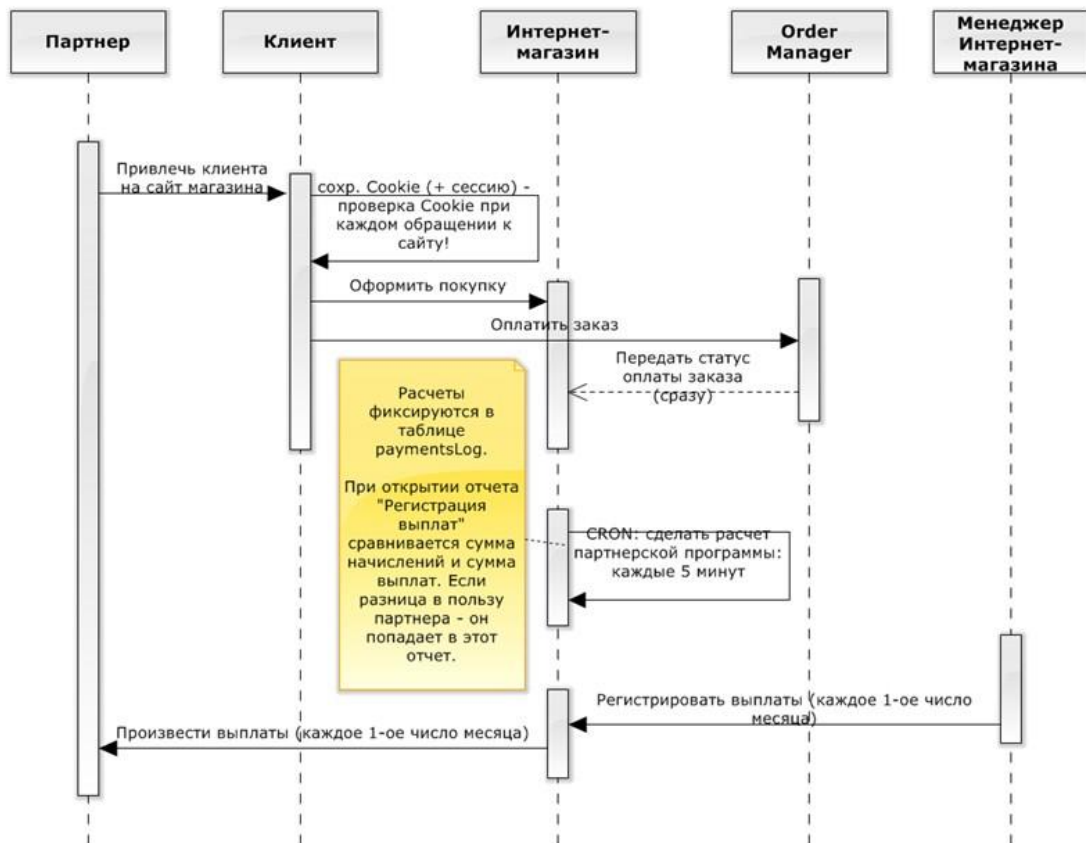 Партнер
Клиент
Интернет-
магазин
Order
Manager
Менеджер
Интернет-
магазина
Привлечь клиента
на сайт магазина
сохр. Cookie (+ сессию) -
проверка Cookie при
каждом обращении к
сайту!
Оформить покупку
Оплатить заказ
Передать статус
оплаты заказа
(сразу)
Расчеты
фиксируются в
таблице
paymentsLog.
При открытии отчета
"Регистрация
выплат"
сравнивается сумма
начислений и сумма
выплат. Если
разница в пользу
партнера - он
попадает в этот
отчет.
CRON: сделать расчет
партнерской программы:
каждые 5 минут
Регистрировать выплаты (каждое 1-ое число
месяца)
Произвести выплаты (каждое 1-ое число месяца)